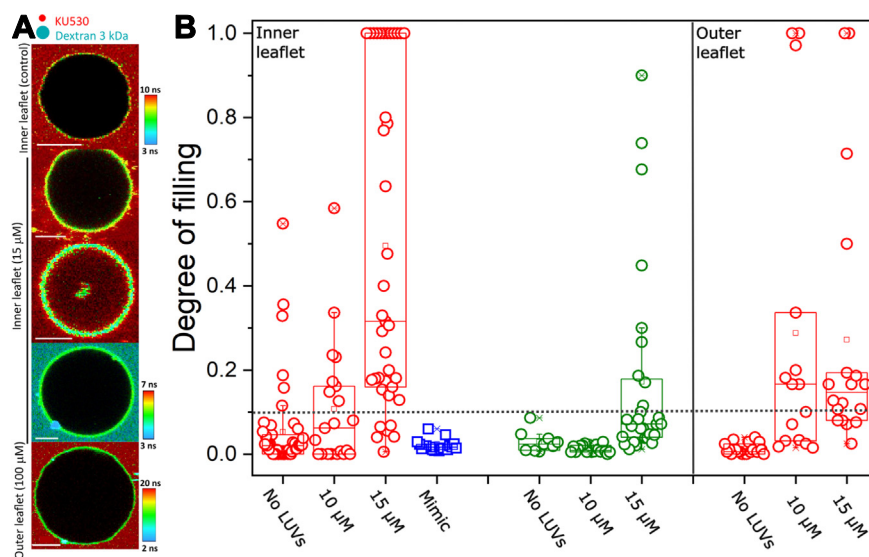 A
KU530
Dextran 3 kDa
Inner leaflet (control)
10 ns
3 ns
Inner leaflet (15 µM)
7 ns
3 ns
Outer leaflet (100 µM)
20 ns
2 ns
B
Inner
leaflet
Outer
leaflet
Degree of filling
1.0
0.8
0.6
0.4
0.2
0.0
No LUVs
10 µM
15 µM
Mimic
No LUVs
10 µM
15 µM
No LUVs
10 µM
15 µM